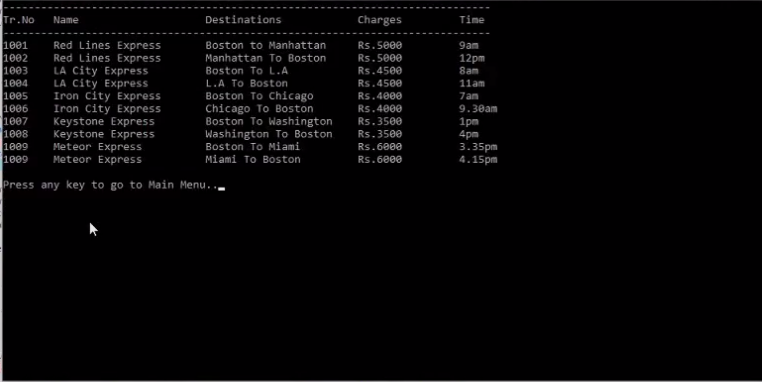 Tr.No Name Destinations Charges Time
1001 Red Lines Express Boston to Manhattan Rs.5000 9am
1002 Red Lines Express Manhattan To Boston Rs.5000 12pm
1003 LA City Express Boston To L.A Rs.4500 8am
1004 LA City Express L.A To Boston Rs.4500 11am
1005 Iron City Express Boston To Chicago Rs.4000 7am
1006 Iron City Express Chicago To Boston Rs.4000 9.30am
1007 Keystone Express Boston To Washington Rs.3500 1pm
1008 Keystone Express Washington To Boston Rs.3500 4pm
1009 Meteor Express Boston To Miami Rs.6000 3.35pm
1009 Meteor Express Miami To Boston Rs.6000 4.15pm
Press any key to go to Main Menu..